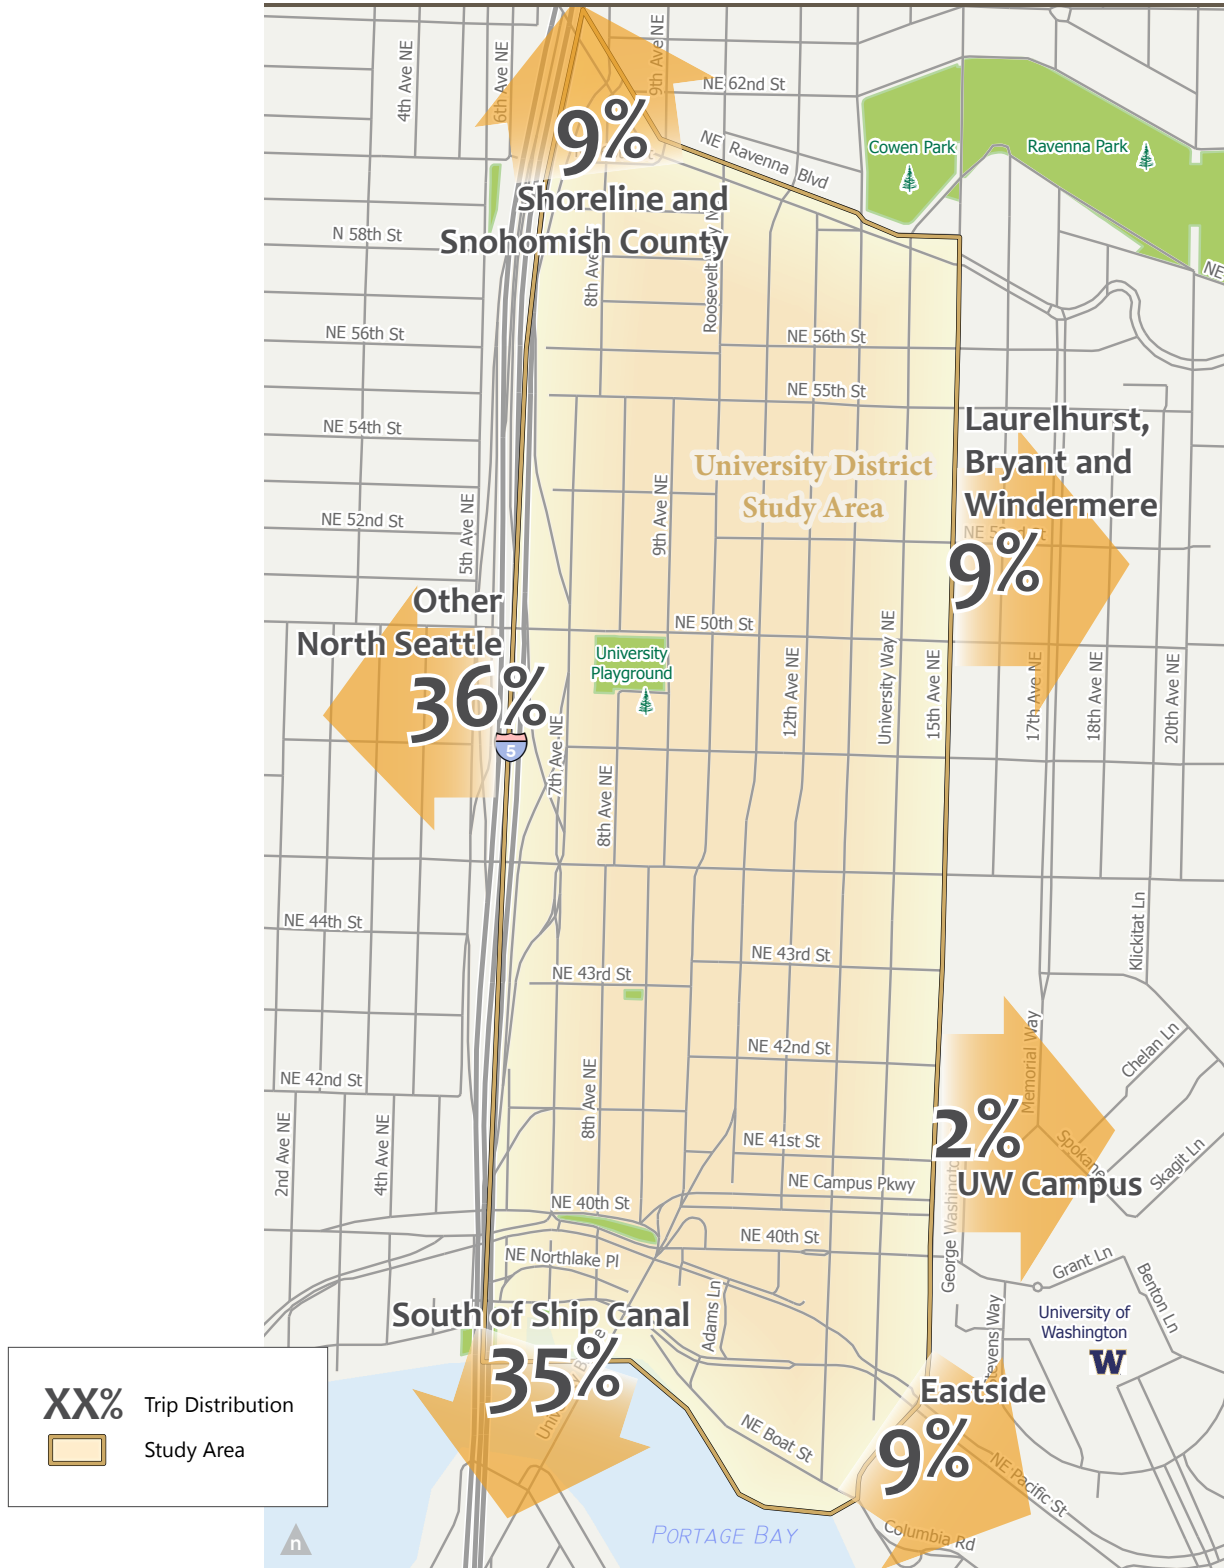 4th Ave NE
6th Ave NE
9th Ave NE
NE 62nd St
9%
NE Ravenna Blvd
Cowen Park
Ravenna Park
Shoreline and
Snohomish County
N 58th St
8th Ave
Roosevelt
NE
NE 56th St
NE 56th St
NE 55th St
NE 54th St
Laurelhurst,
Bryant and
Windermere
9%
University District
Study Area
NE 52nd St
5th Ave NE
9th Ave NE
Other
North Seattle
36%
NE 50th St
University
Playground
12th Ave NE
University Way NE
15th Ave NE
17th Ave NE
18th Ave NE
20th Ave NE
5
7th Ave NE
8th Ave NE
NE 44th St
NE 43rd St
NE 43rd St
Klickitat Ln
NE 42nd St
NE 42nd St
Memorial Way
Chelan Ln
2nd Ave NE
4th Ave NE
8th Ave NE
NE 41st St
2%
UW Campus
Spokane
Skagit Ln
NE Campus Pkwy
NE 40th St
NE 40th St
George Washington
NE Northlake Pl
Grant Ln
Benton Ln
Adams Ln
Stevens Way
University of
Washington
W
South of Ship Canal
35%
Eastside
9%
NE Boat St
NE Pacific St
Columbia Rd
PORTAGE BAY
XX% Trip Distribution
Study Area
n